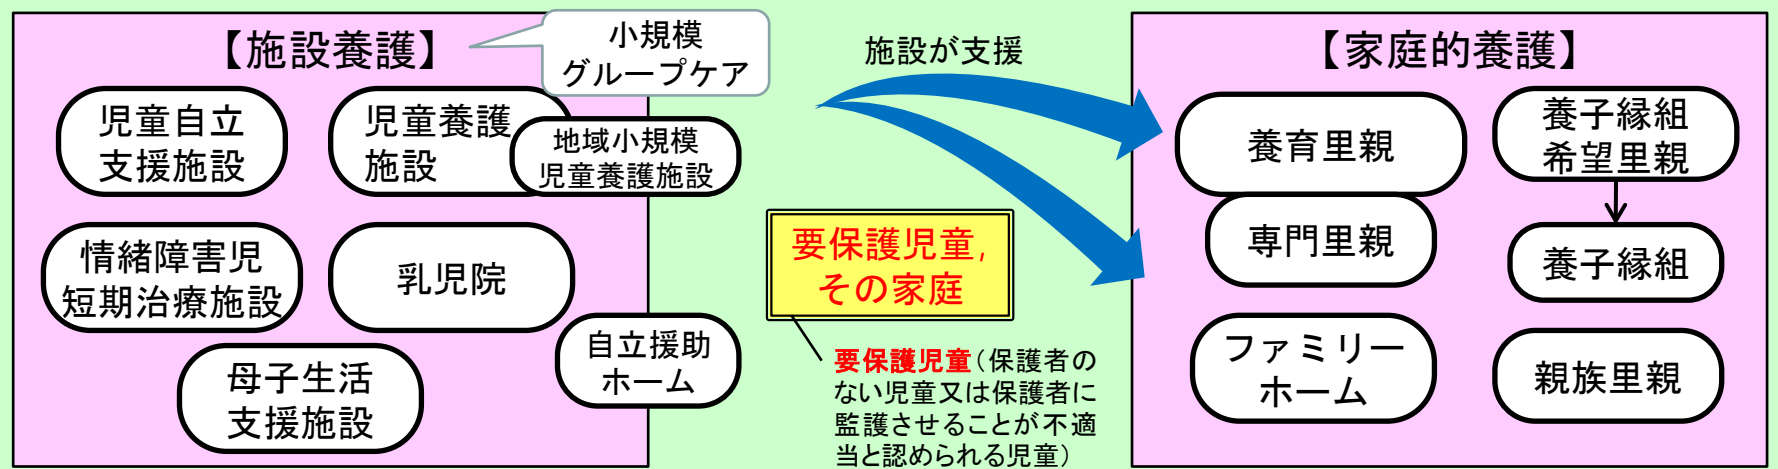 【施設養護】
小規模
グループケア
児童自立
支援施設
児童養護
施設
地域小規模
児童養護施設
情緒障害児
短期治療施設
乳児院
母子生活
支援施設
自立援助
ホーム
施設が支援
要保護児童,
その家庭
要保護児童(保護者の
ない児童又は保護者に
監護させることが不適
当と認められる児童)
【家庭的養護】
養育里親
専門里親
養子縁組
希望里親
養子縁組
ファミリー
ホーム
親族里親